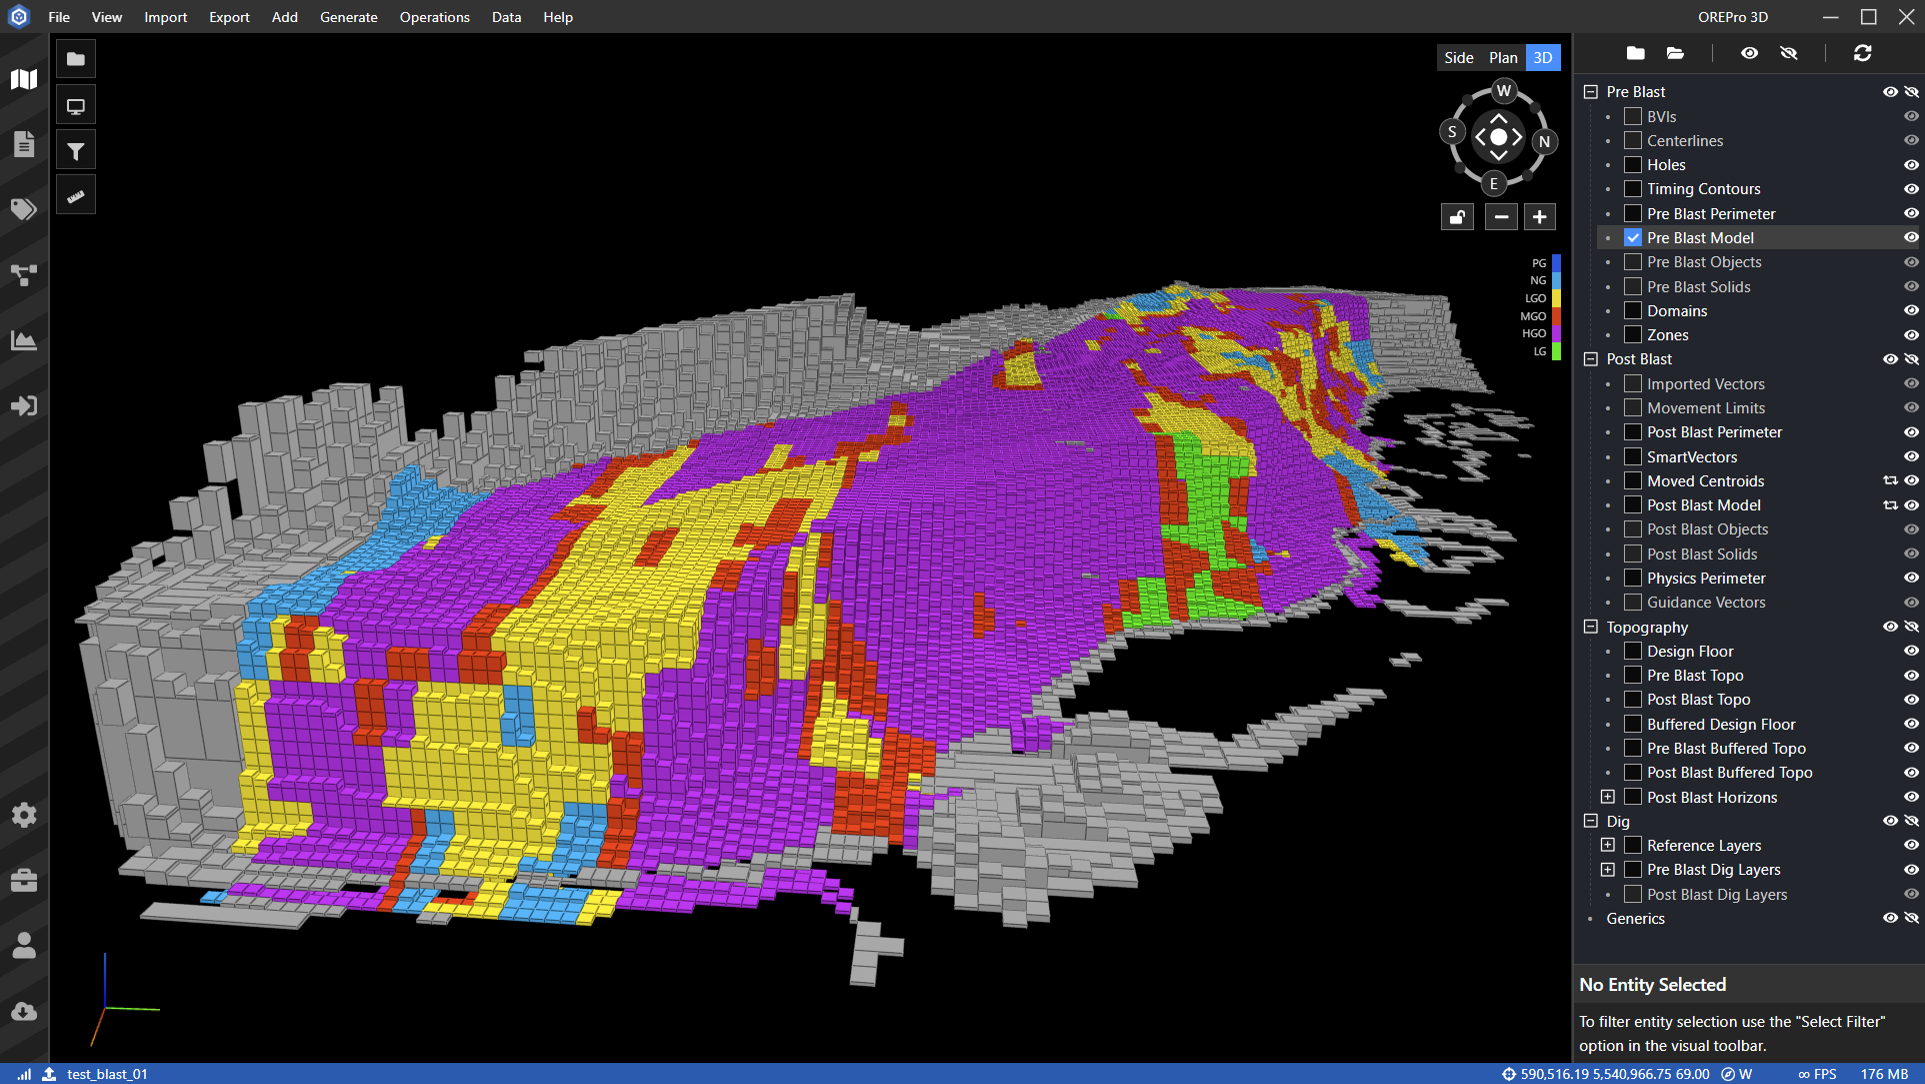 File View Import Export Add Generate Operations Data Help OREPro 3D
Side Plan 3D
W
S N
E
PG
NG
LGO
MGO
HGO
LG
Pre Blast
BVIs
Centerlines
Holes
Timing Contours
Pre Blast Perimeter
Pre Blast Model
Pre Blast Objects
Pre Blast Solids
Domains
Zones
Post Blast
Imported Vectors
Movement Limits
Post Blast Perimeter
SmartVectors
Moved Centroids
Post Blast Model
Post Blast Objects
Post Blast Solids
Physics Perimeter
Guidance Vectors
Topography
Design Floor
Pre Blast Topo
Post Blast Topo
Buffered Design Floor
Pre Blast Buffered Topo
Post Blast Buffered Topo
Post Blast Horizons
Dig
Reference Layers
Pre Blast Dig Layers
Post Blast Dig Layers
Generics
No Entity Selected
To filter entity selection use the "Select Filter"
option in the visual toolbar.
test_blast_01 590,516.19 5,540,966.75 69.00 W ∞ FPS 176 MB